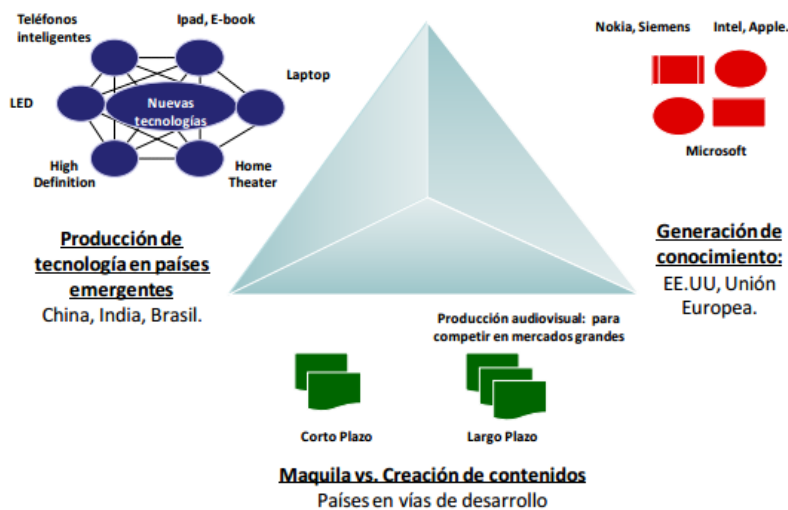 Teléfonos
inteligentes
Ipad, E-book
LED
Nuevas
tecnologías
Laptop
High
Definition
Home
Theater
Nokia, Siemens
Intel, Apple.
Microsoft
Producción de
tecnología en países
emergentes
China, India, Brasil.
Generación de
conocimiento:
EE.UU, Unión
Europea.
Producción audiovisual: para
competir en mercados grandes
Corto Plazo
Largo Plazo
Maquila vs. Creación de contenidos
Países en vías de desarrollo